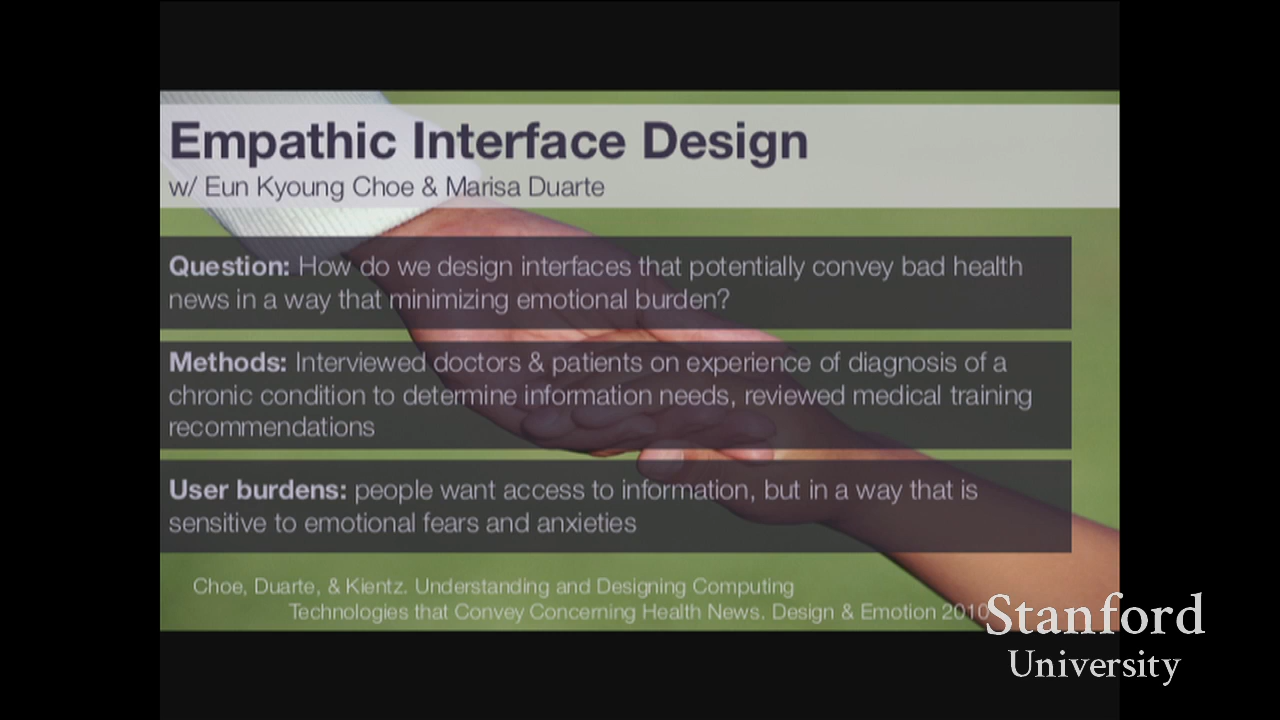 Empathic Interface Design
w/ Eun Kyoung Choe & Marisa Duarte
Question: How do we design interfaces that potentially convey bad health
news in a way that minimizing emotional burden?
Methods: Interviewed doctors & patients on experience of diagnosis of a
chronic condition to determine information needs, reviewed medical training
recommendations
User burdens: people want access to information, but in a way that is
sensitive to emotional fears and anxieties
Choe, Duarte, & Kientz. Understanding and Designing Computing
Technologies that Convey Concerning Health News. Design & Emotion 2010
Stanford
University